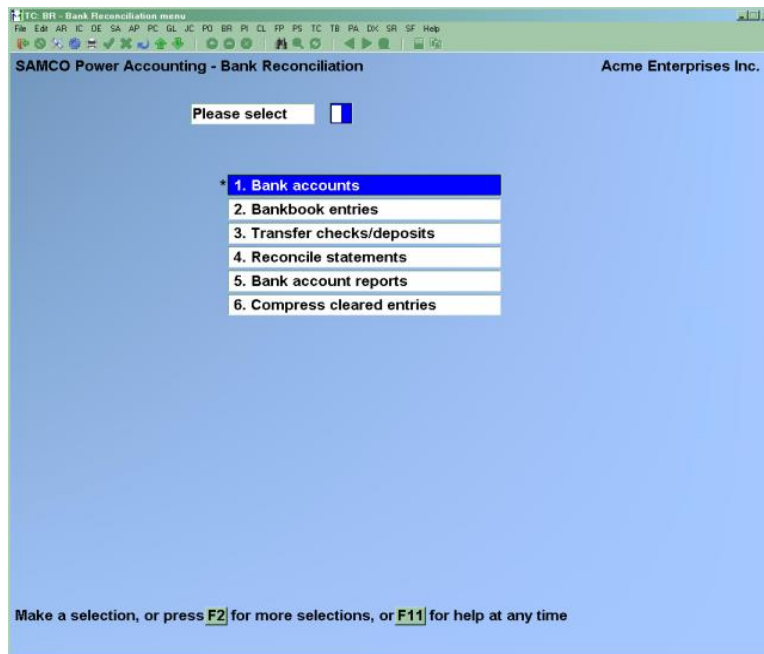 TC: BR - Bank Reconciliation menu
File Edit AR IC OE SA AP PC GL JC PO BR PI CL FP PS TC TB PA DX SR SF Help
SAMCO Power Accounting - Bank Reconciliation Acme Enterprises Inc.
Please select
* 1. Bank accounts
2. Bankbook entries
3. Transfer checks/deposits
4. Reconcile statements
5. Bank account reports
6. Compress cleared entries
Make a selection, or press F2 for more selections, or F11 for help at any time